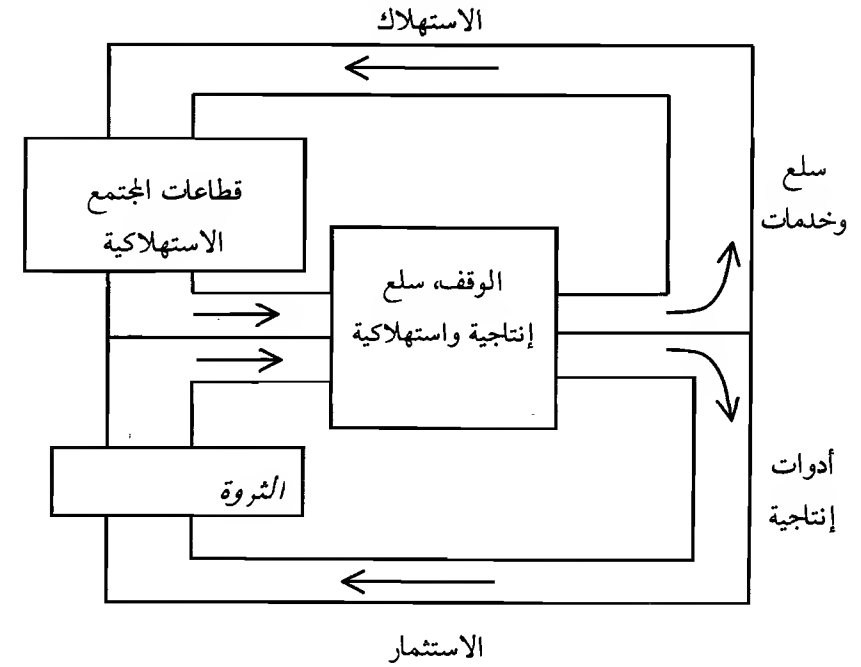 الاستهلاك
سلع
وخدمات
قطاعات المجتمع
الاستهلاكية
الوقف، سلع
إنتاجية واستهلاكية
أدوات
إنتاجية
الثروة
الاستثمار